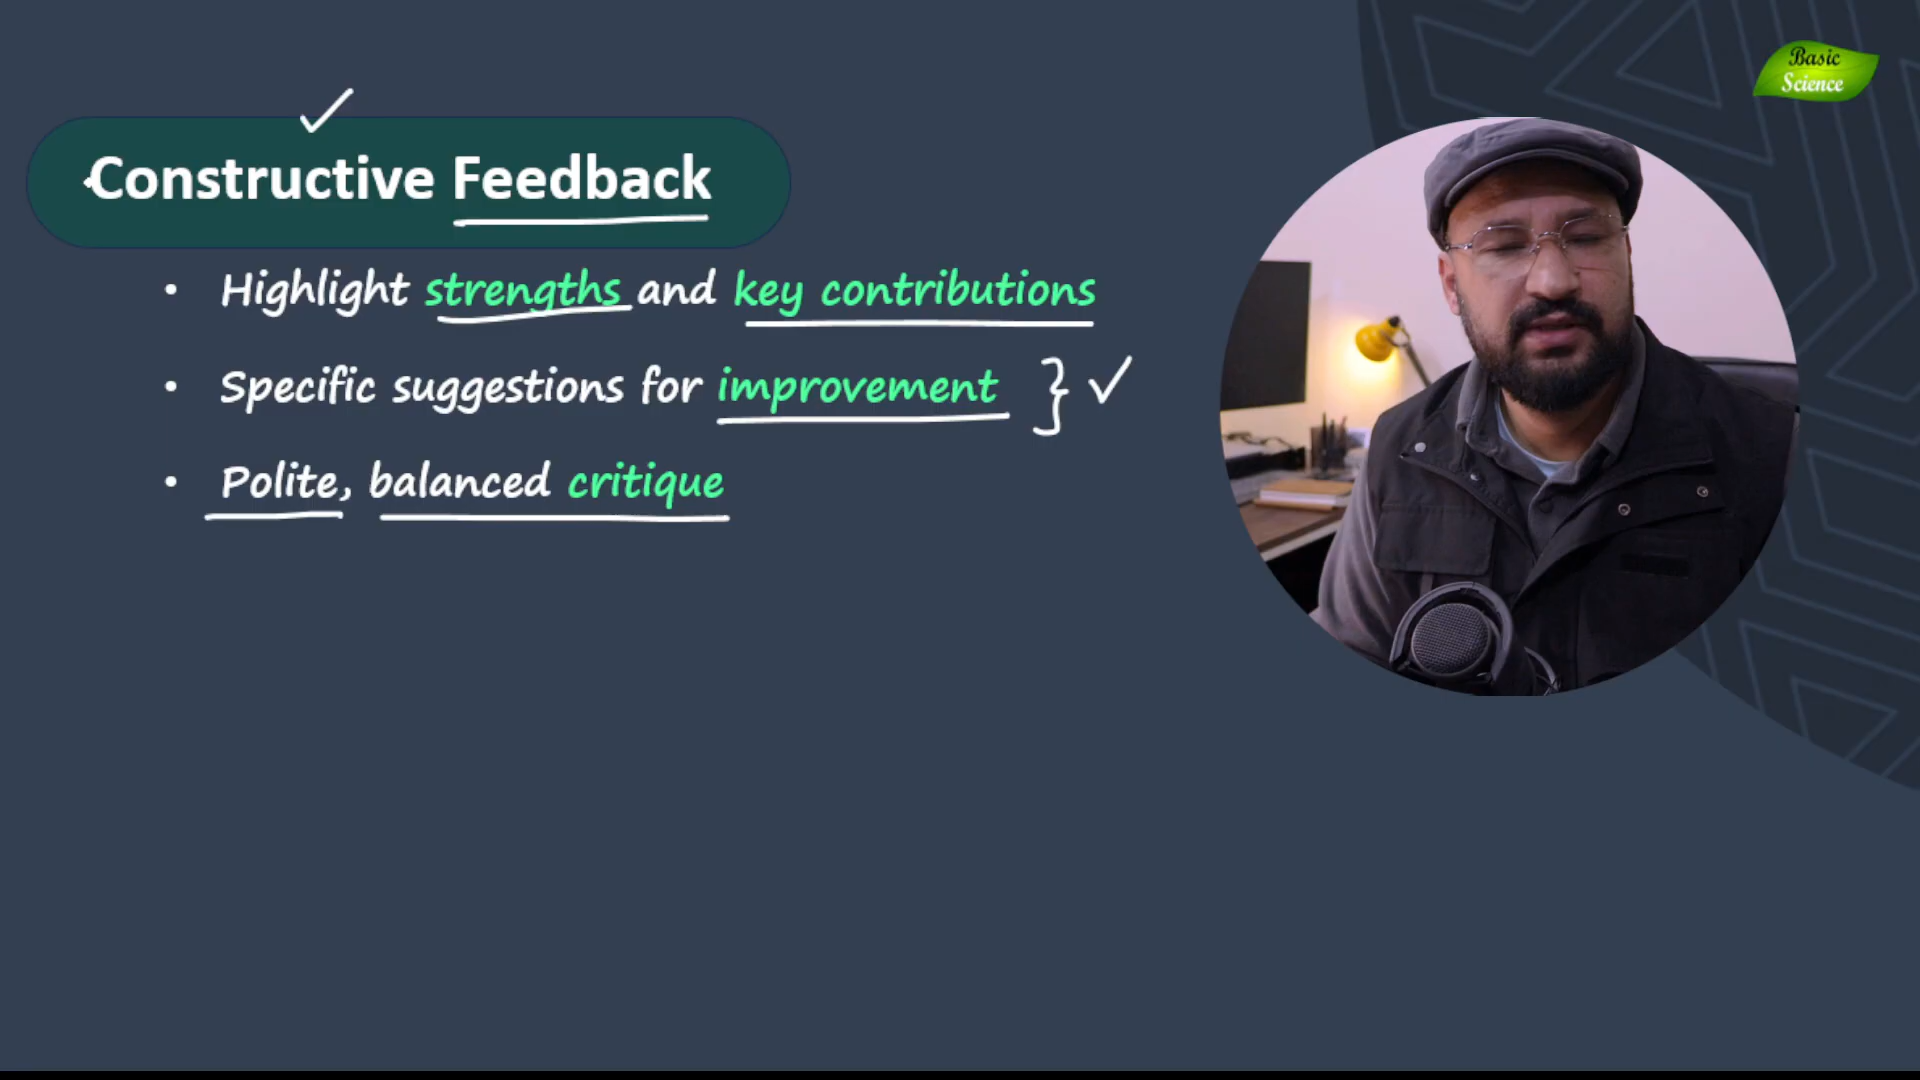 Basic
Science
Constructive Feedback
• Highlight strengths and key contributions
• Specific suggestions for improvement } ✓
• Polite, balanced critique